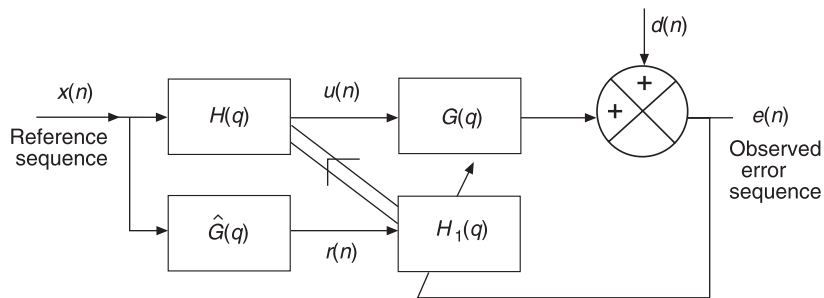 d(n)
x(n)
H(q)
u(n)
G(q)
+
+
e(n)
Reference
sequence
Observed
error
sequence
Ĝ(q)
r(n)
H₁(q)